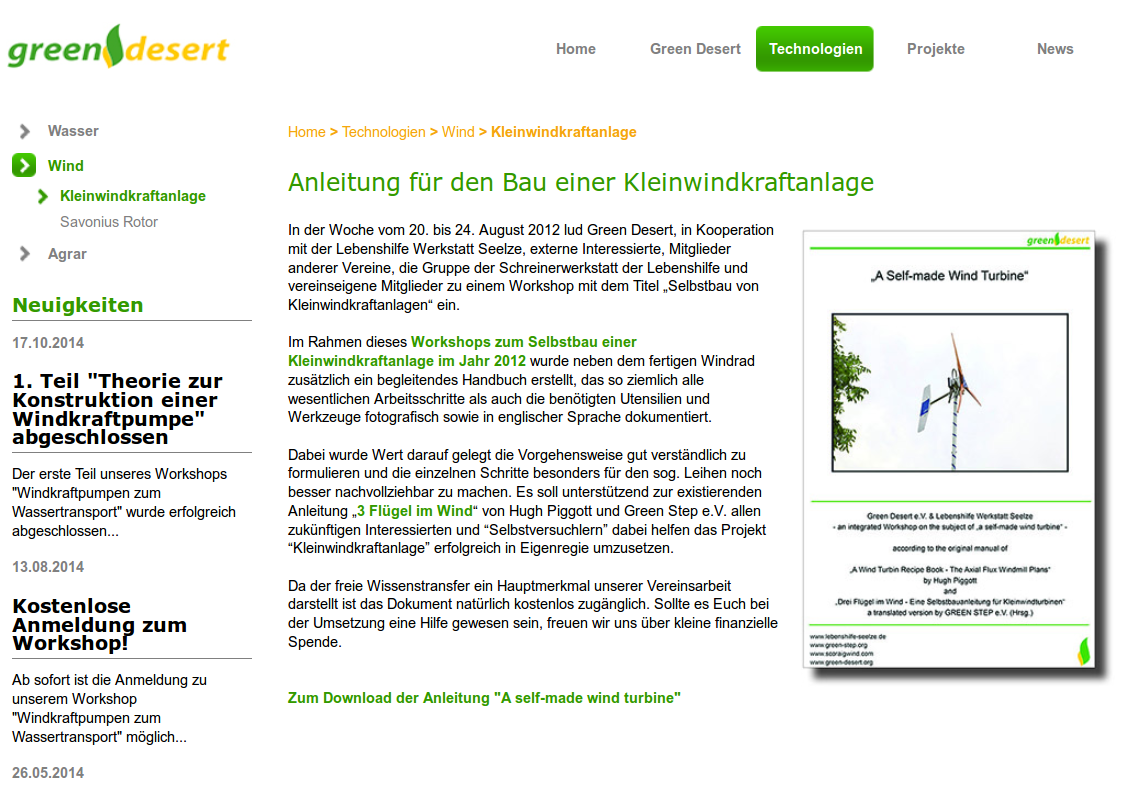 green desert
Home
Green Desert
Technologien
Projekte
News
Wasser
Wind
Kleinwindkraftanlage
Savonius Rotor
Agrar
Neuigkeiten
17.10.2014
1. Teil "Theorie zur
Konstruktion einer
Windkraftpumpe"
abgeschlossen
Der erste Teil unseres Workshops
"Windkraftpumpen zum
Wassertransport" wurde erfolgreich
abgeschlossen...
13.08.2014
Kostenlose
Anmeldung zum
Workshop!
Ab sofort ist die Anmeldung zu
unserem Workshop
"Windkraftpumpen zum
Wassertransport" möglich...
26.05.2014
Home > Technologien > Wind > Kleinwindkraftanlage
Anleitung für den Bau einer Kleinwindkraftanlage
In der Woche vom 20. bis 24. August 2012 lud Green Desert, in Kooperation
mit der Lebenshilfe Werkstatt Seelze, externe Interessierte, Mitglieder
anderer Vereine, die Gruppe der Schreinerwerkstatt der Lebenshilfe und
vereinseigene Mitglieder zu einem Workshop mit dem Titel „Selbstbau von
Kleinwindkraftanlagen“ ein.
Im Rahmen dieses Workshops zum Selbstbau einer
Kleinwindkraftanlage im Jahr 2012 wurde neben dem fertigen Windrad
zusätzlich ein begleitendes Handbuch erstellt, das so ziemlich alle
wesentlichen Arbeitsschritte als auch die benötigten Utensilien und
Werkzeuge fotografisch sowie in englischer Sprache dokumentiert.
Dabei wurde Wert darauf gelegt die Vorgehensweise gut verständlich zu
formulieren und die einzelnen Schritte besonders für den sog. Leihen noch
besser nachvollziehbar zu machen. Es soll unterstützend zur existierenden
Anleitung „3 Flügel im Wind“ von Hugh Piggott und Green Step e.V. allen
zukünftigen Interessierten und “Selbstversuchlern” dabei helfen das Projekt
“Kleinwindkraftanlage” erfolgreich in Eigenregie umzusetzen.
Da der freie Wissenstransfer ein Hauptmerkmal unserer Vereinsarbeit
darstellt ist das Dokument natürlich kostenlos zugänglich. Sollte es Euch bei
der Umsetzung eine Hilfe gewesen sein, freuen wir uns über kleine finanzielle
Spende.
Zum Download der Anleitung "A self-made wind turbine"
green desert
„A Self-made Wind Turbine“
Green Desert e.V. & Lebenshilfe Werkstatt Seelze
- an integrated Workshop on the subject of „a self-made wind turbine“ -
according to the original manual of
„A Wind Turbin Recipe Book - The Axial Flux Windmill Plans“
by Hugh Piggott
and
„Drei Flügel im Wind - Eine Selbstbauanleitung für Kleinwindturbinen“
a translated version by GREEN STEP e.V. (Hrsg.)
www.lebenshilfe-seelze.de
www.green-step.org
www.scoraigwind.com
www.green-desert.org